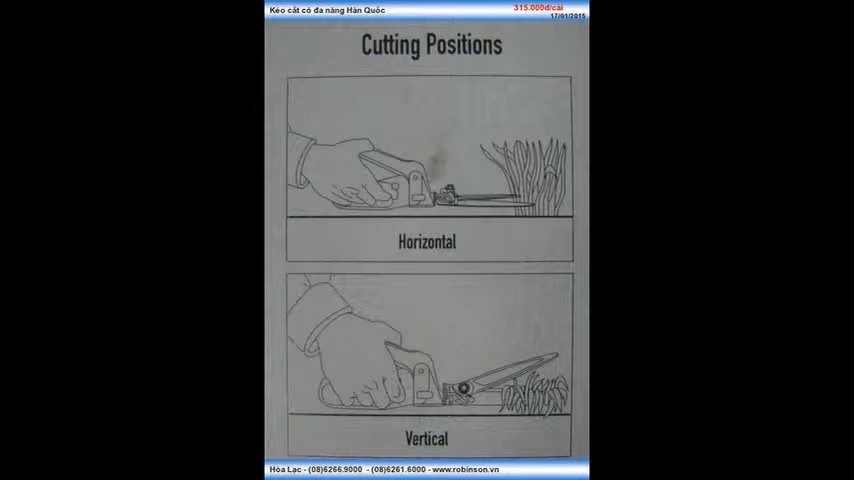 Kéo cắt cỏ đa năng Hàn Quốc
315.000đ/cái
17/01/2015
Cutting Positions
Horizontal
Vertical
Hòa Lạc - (08)6266.9000 - (08)6261.6000 - www.robinson.vn